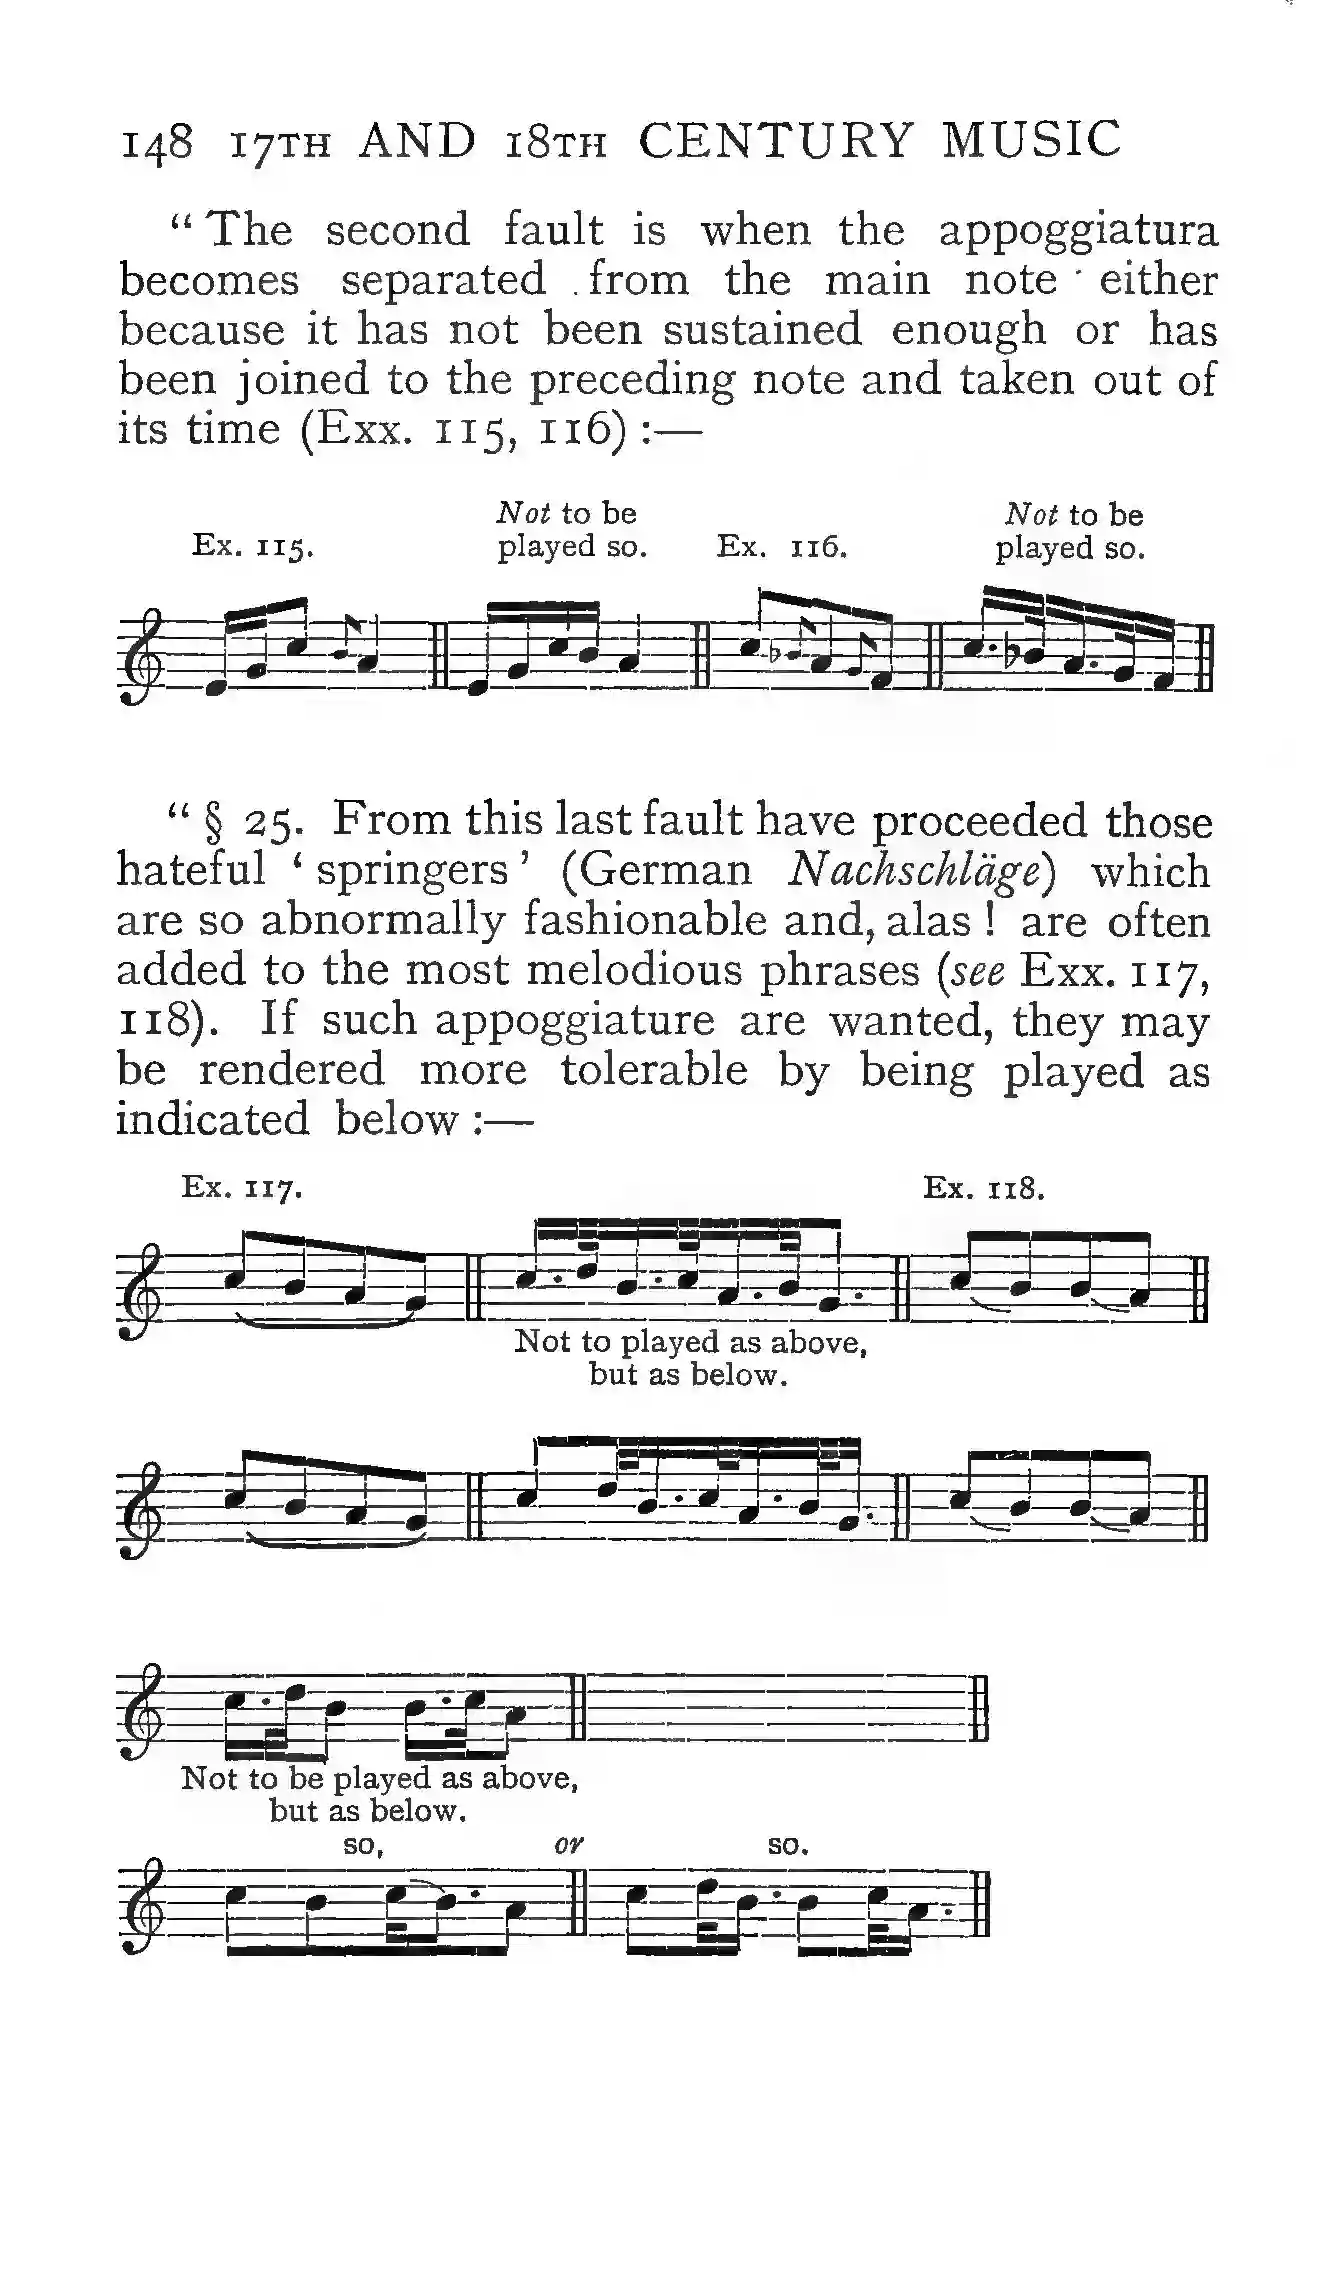 148 17TH AND 18TH CENTURY MUSIC
“ The second fault is when the appoggiatura
becomes separated . from the main note · either
because it has not been sustained enough or has
been joined to the preceding note and taken out of
its time (Exx. 115, 116) :—
Ex. 115. Not to be played so. Ex. 116. Not to be played so.
“ § 25. From this last fault have proceeded those
hateful ‘ springers ’ (German Nachschläge) which
are so abnormally fashionable and, alas ! are often
added to the most melodious phrases (see Exx. 117,
118). If such appoggiature are wanted, they may
be rendered more tolerable by being played as
indicated below :—
Ex. 117. Ex. 118.
Not to played as above,
but as below.
Not to be played as above,
but as below.
so, or so.